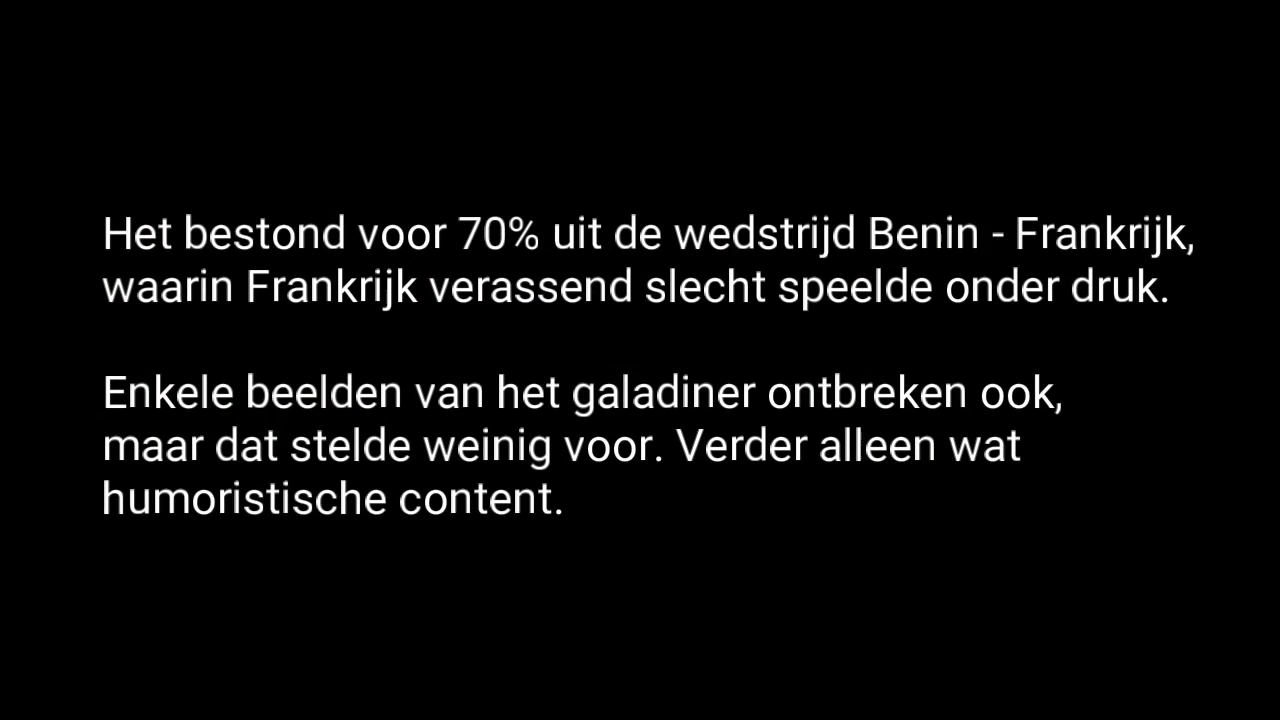 Het bestond voor 70% uit de wedstrijd Benin - Frankrijk,
waarin Frankrijk verassend slecht speelde onder druk.
Enkele beelden van het galadiner ontbreken ook,
maar dat stelde weinig voor. Verder alleen wat
humoristische content.